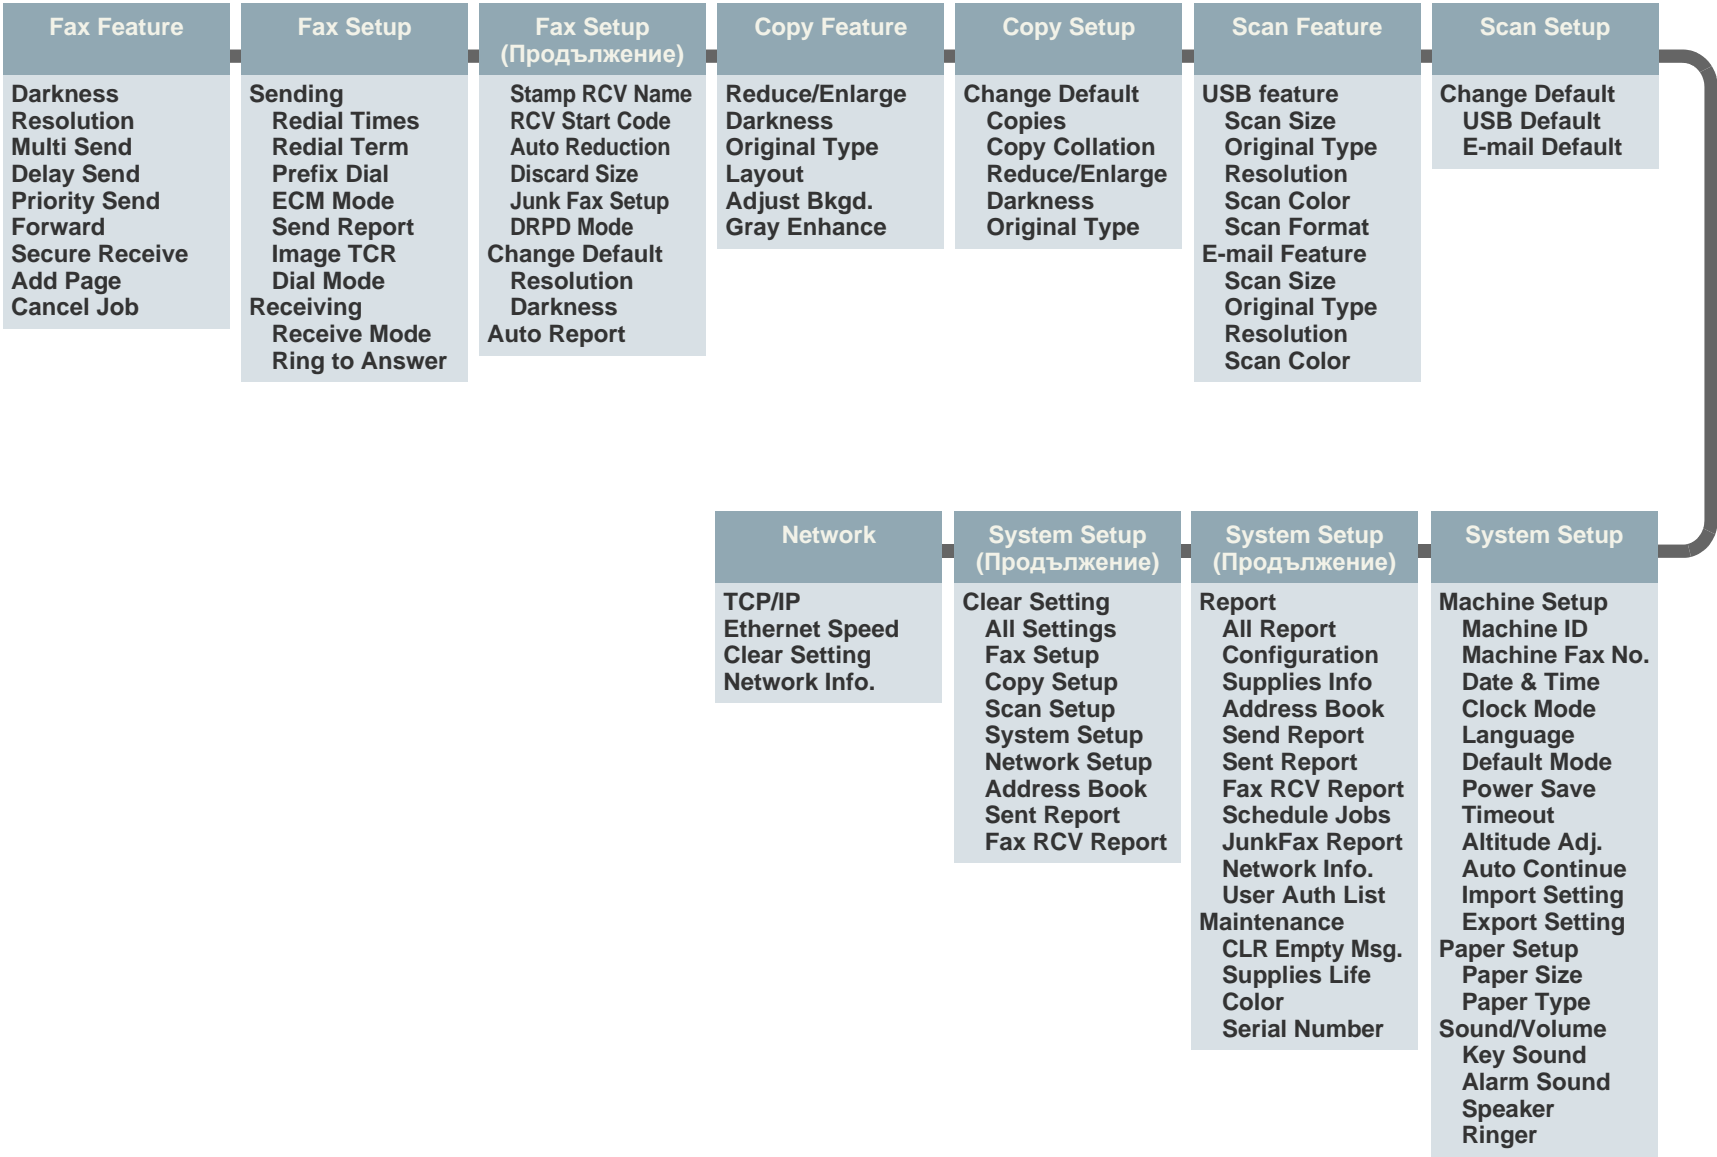 Fax Feature
Darkness
Resolution
Multi Send
Delay Send
Priority Send
Forward
Secure Receive
Add Page
Cancel Job
Fax Setup
Sending
Redial Times
Redial Term
Prefix Dial
ECM Mode
Send Report
Image TCR
Dial Mode
Receiving
Receive Mode
Ring to Answer
Fax Setup
(Продължение)
Stamp RCV Name
RCV Start Code
Auto Reduction
Discard Size
Junk Fax Setup
DRPD Mode
Change Default
Resolution
Darkness
Auto Report
Copy Feature
Reduce/Enlarge
Darkness
Original Type
Layout
Adjust Bkgd.
Gray Enhance
Copy Setup
Change Default
Copies
Copy Collation
Reduce/Enlarge
Darkness
Original Type
Scan Feature
USB feature
Scan Size
Original Type
Resolution
Scan Color
Scan Format
E-mail Feature
Scan Size
Original Type
Resolution
Scan Color
Scan Setup
Change Default
USB Default
E-mail Default
Network
TCP/IP
Ethernet Speed
Clear Setting
Network Info.
System Setup
(Продължение)
Clear Setting
All Settings
Fax Setup
Copy Setup
Scan Setup
System Setup
Network Setup
Address Book
Sent Report
Fax RCV Report
System Setup
(Продължение)
Report
All Report
Configuration
Supplies Info
Address Book
Send Report
Sent Report
Fax RCV Report
Schedule Jobs
JunkFax Report
Network Info.
User Auth List
Maintenance
CLR Empty Msg.
Supplies Life
Color
Serial Number
System Setup
Machine Setup
Machine ID
Machine Fax No.
Date & Time
Clock Mode
Language
Default Mode
Power Save
Timeout
Altitude Adj.
Auto Continue
Import Setting
Export Setting
Paper Setup
Paper Size
Paper Type
Sound/Volume
Key Sound
Alarm Sound
Speaker
Ringer